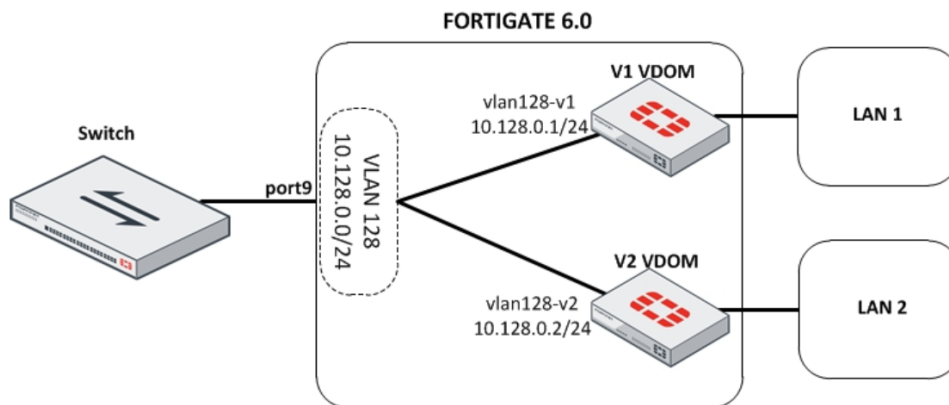 FORTIGATE 6.0
V1 VDOM
vlan128-v1
10.128.0.1/24
LAN 1
Switch
port9
VLAN 128
10.128.0.0/24
V2 VDOM
vlan128-v2
10.128.0.2/24
LAN 2